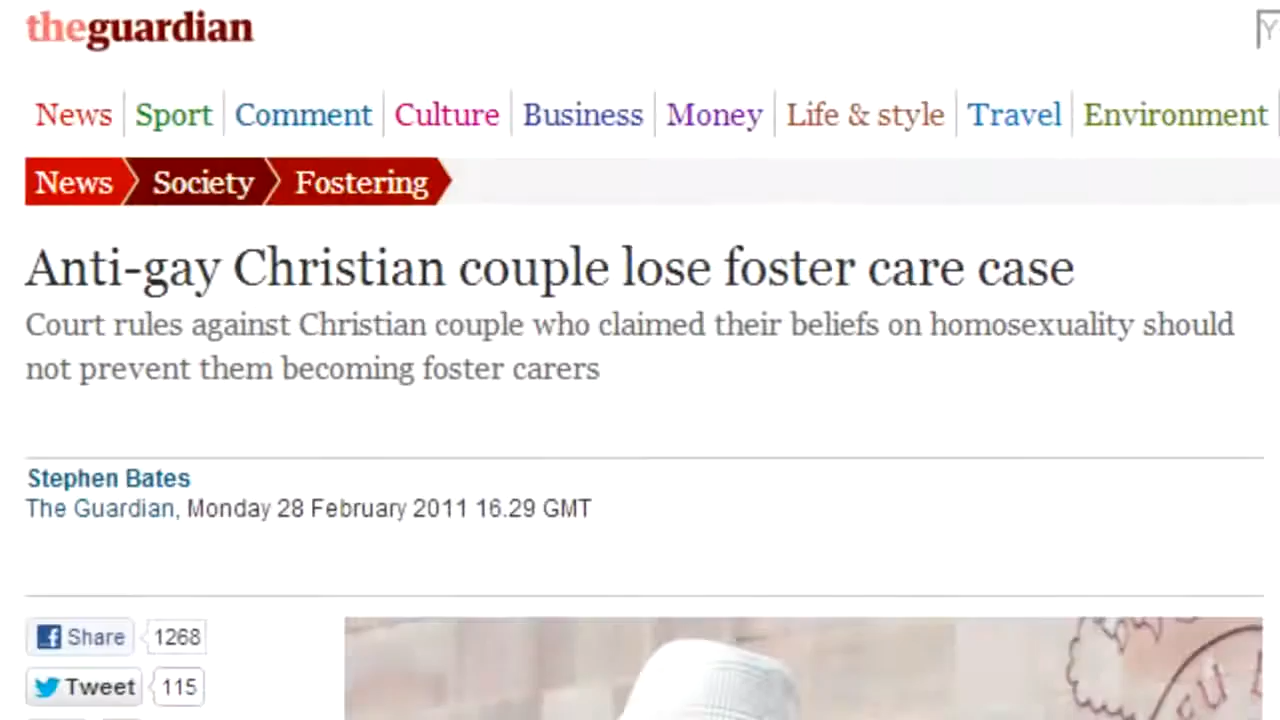 theguardian
News Sport Comment Culture Business Money Life & style Travel Environment
News Society Fostering
Anti-gay Christian couple lose foster care case
Court rules against Christian couple who claimed their beliefs on homosexuality should
not prevent them becoming foster carers
Stephen Bates
The Guardian, Monday 28 February 2011 16.29 GMT
Share 1268
Tweet 115